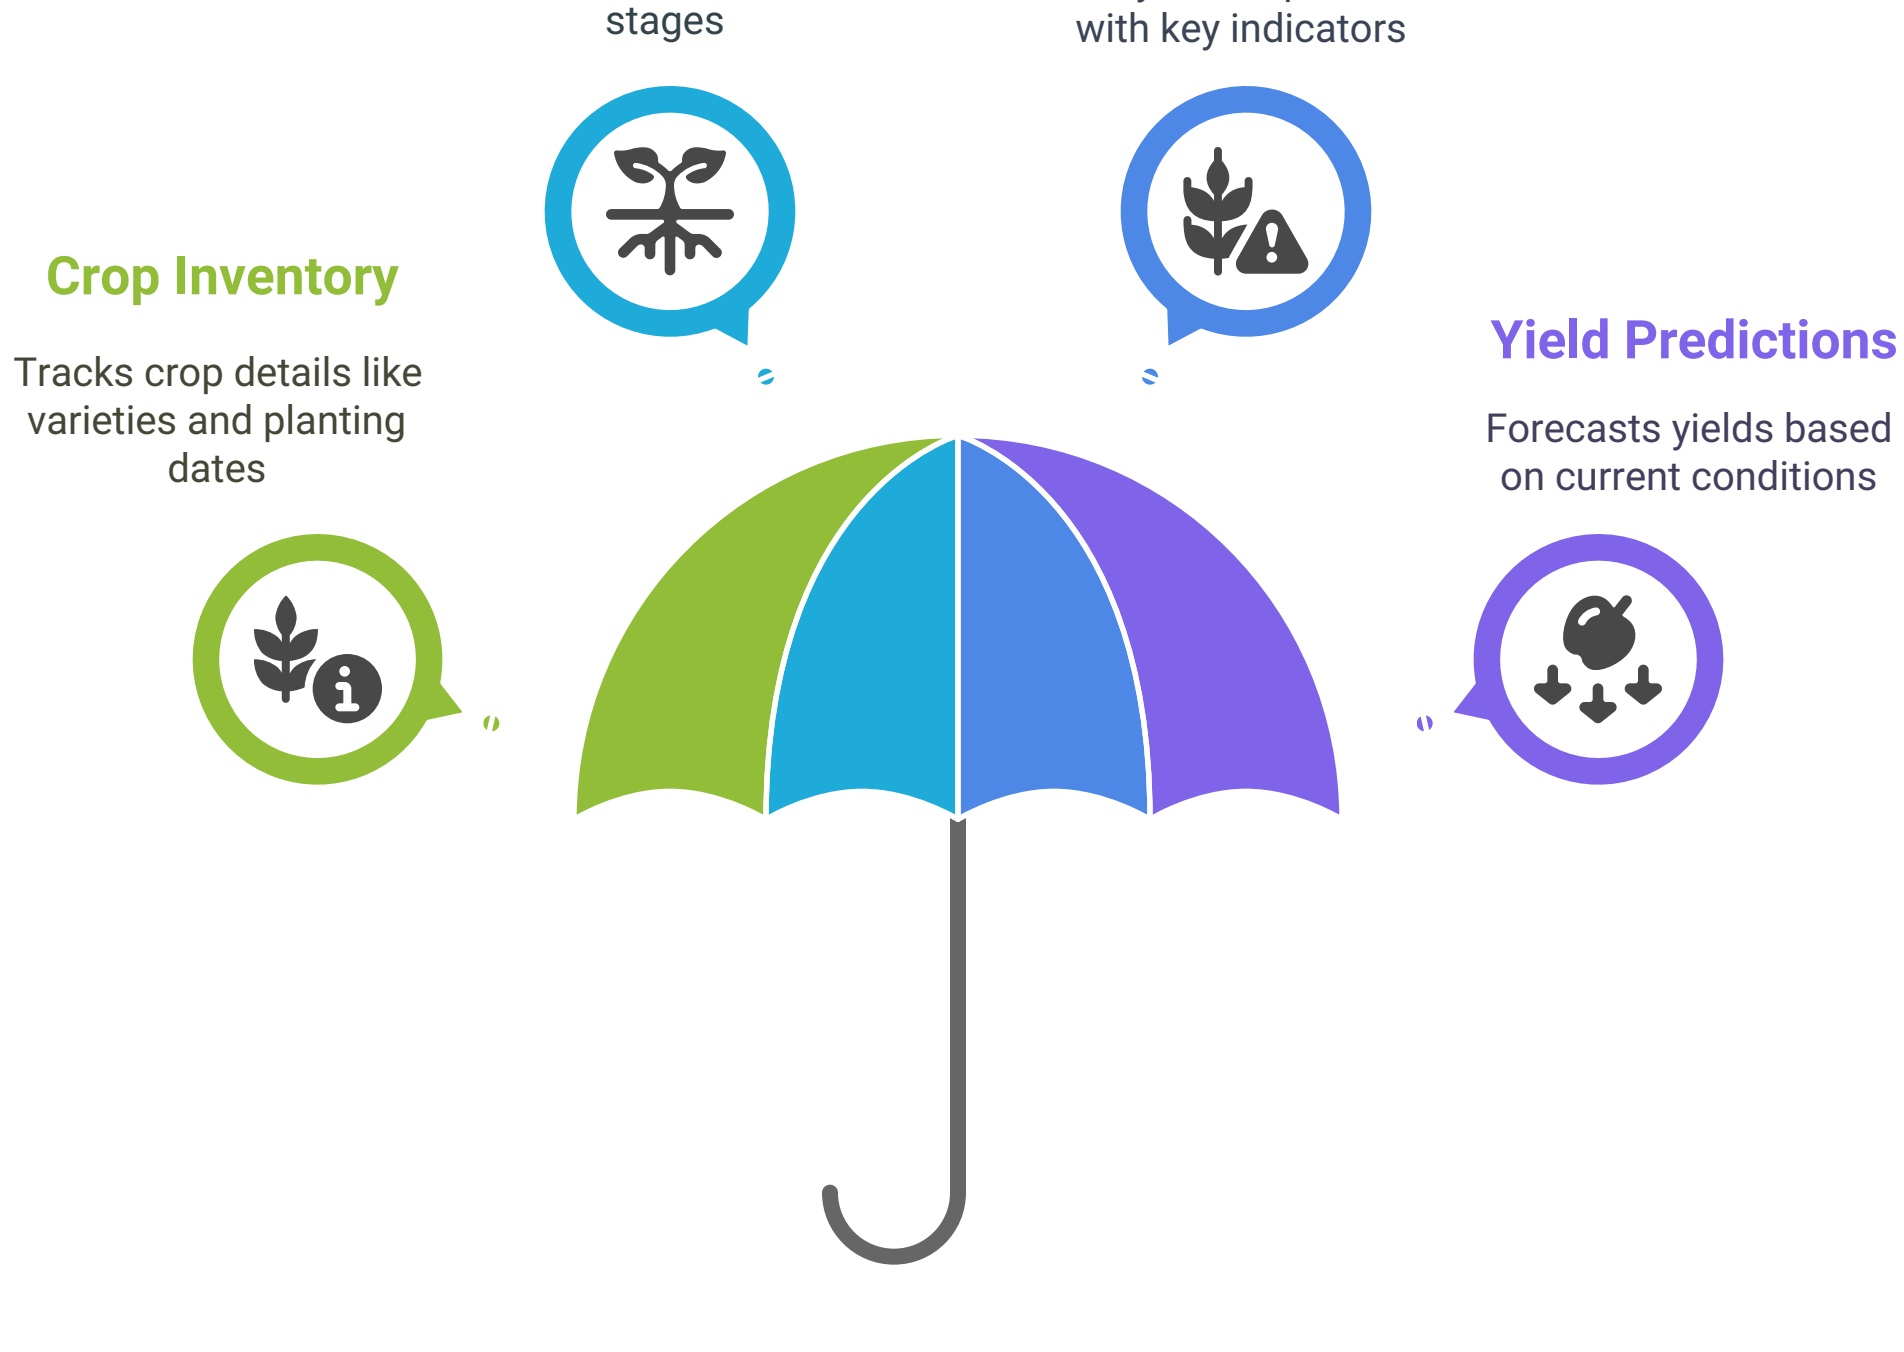 stages
with key indicators
Crop Inventory
Tracks crop details like
varieties and planting
dates
Yield Predictions
Forecasts yields based
on current conditions